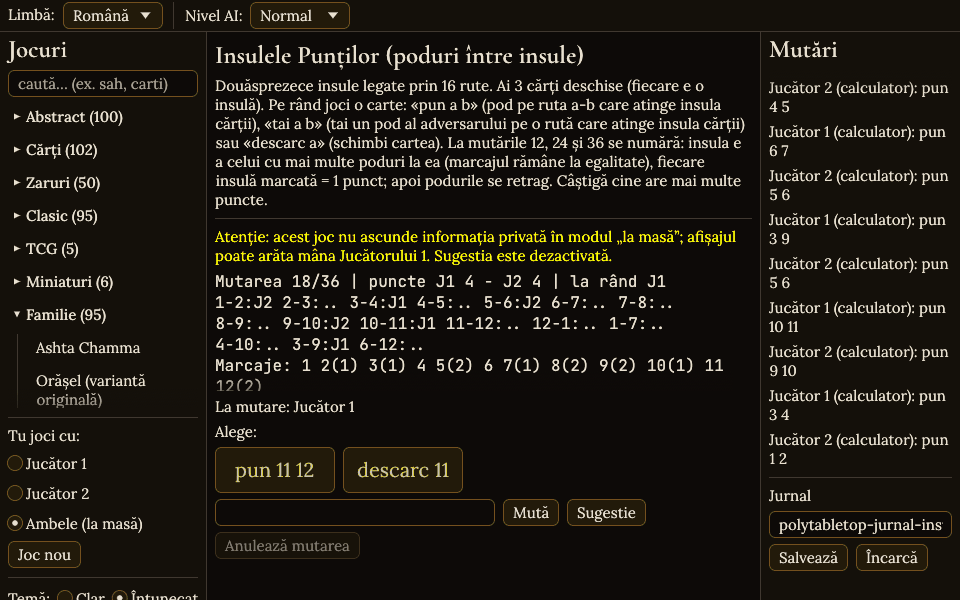 Limbă: Română ▼ Nivel AI: Normal ▼
Jocuri
caută... (ex. sah, carti)
▸ Abstract (100)
▸ Cărți (102)
▸ Zaruri (50)
▸ Clasic (95)
▸ TCG (5)
▸ Miniaturi (6)
▾ Familie (95)
Ashta Chamma
Orășel (variantă
originală)
Tu joci cu:
Jucător 1
Jucător 2
Ambele (la masă)
Joc nou
Temă: Clar Întunecat
Insulele Punților (poduri între insule)
Douăsprezece insule legate prin 16 rute. Ai 3 cărți deschise (fiecare e o
insulă). Pe rând joci o carte: «pun a b» (pod pe ruta a-b care atinge insula
cărții), «tai a b» (tai un pod al adversarului pe o rută care atinge insula cărții)
sau «descarc a» (schimbi cartea). La mutările 12, 24 și 36 se numără: insula e
a celui cu mai multe poduri la ea (marcajul rămâne la egalitate), fiecare
insulă marcată = 1 punct; apoi podurile se retrag. Câștigă cine are mai multe
puncte.
Atenție: acest joc nu ascunde informația privată în modul „la masă”; afișajul
poate arăta mâna Jucătorului 1. Sugestia este dezactivată.
Mutarea 18/36 | puncte J1 4 - J2 4 | la rând J1
1-2:J2 2-3:.. 3-4:J1 4-5:.. 5-6:J2 6-7:.. 7-8:..
8-9:.. 9-10:J2 10-11:J1 11-12:.. 12-1:.. 1-7:..
4-10:.. 3-9:J1 6-12:..
Marcaje: 1 2(1) 3(1) 4 5(2) 6 7(1) 8(2) 9(2) 10(1) 11
12(2)
La mutare: Jucător 1
Alege:
pun 11 12 descarc 11
Mută Sugestie
Anulează mutarea
Mutări
Jucător 2 (calculator): pun
4 5
Jucător 1 (calculator): pun
6 7
Jucător 2 (calculator): pun
5 6
Jucător 1 (calculator): pun
3 9
Jucător 2 (calculator): pun
5 6
Jucător 1 (calculator): pun
10 11
Jucător 2 (calculator): pun
9 10
Jucător 1 (calculator): pun
3 4
Jucător 2 (calculator): pun
1 2
Jurnal
polytabletop-jurnal-ins
Salvează Încarcă